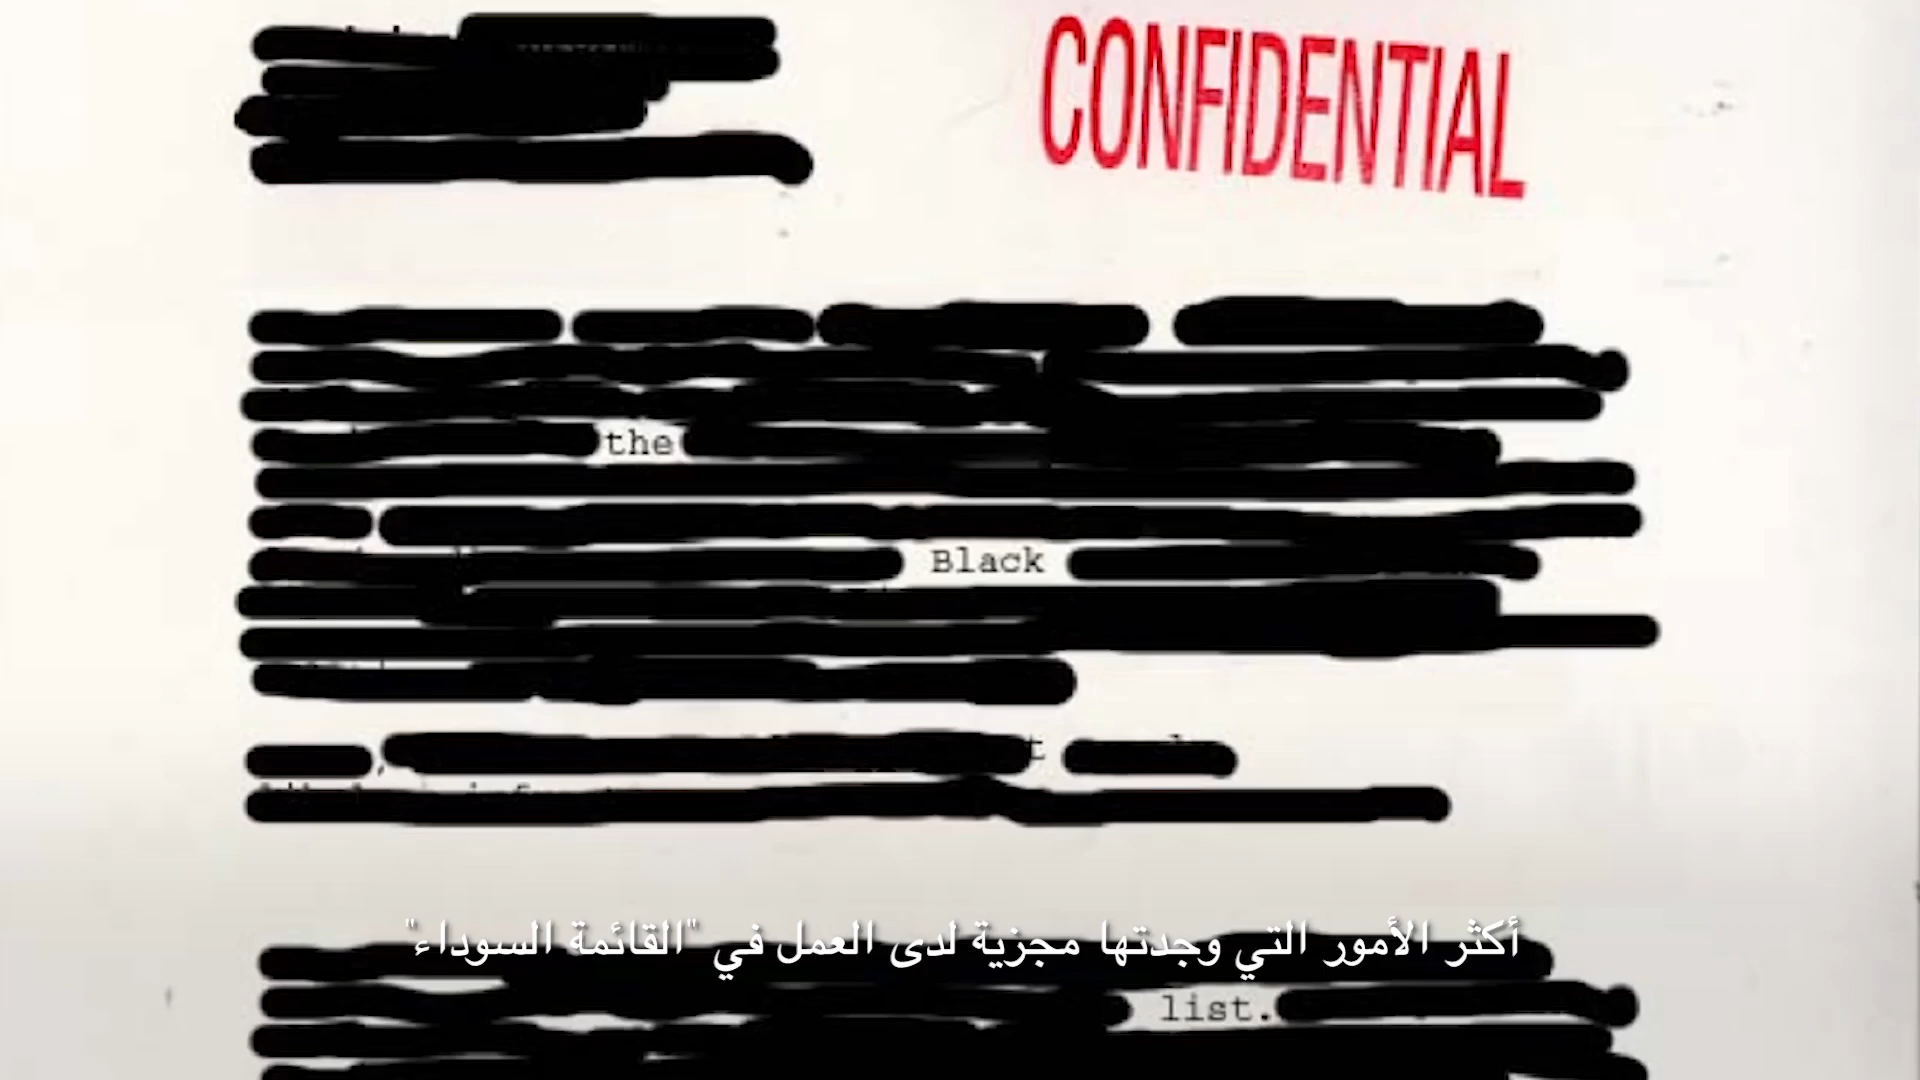 CONFIDENTIAL
the
Black
أكثر الأمور التي وجدتها مجزية لدى العمل في "القائمة السوداء"
list.